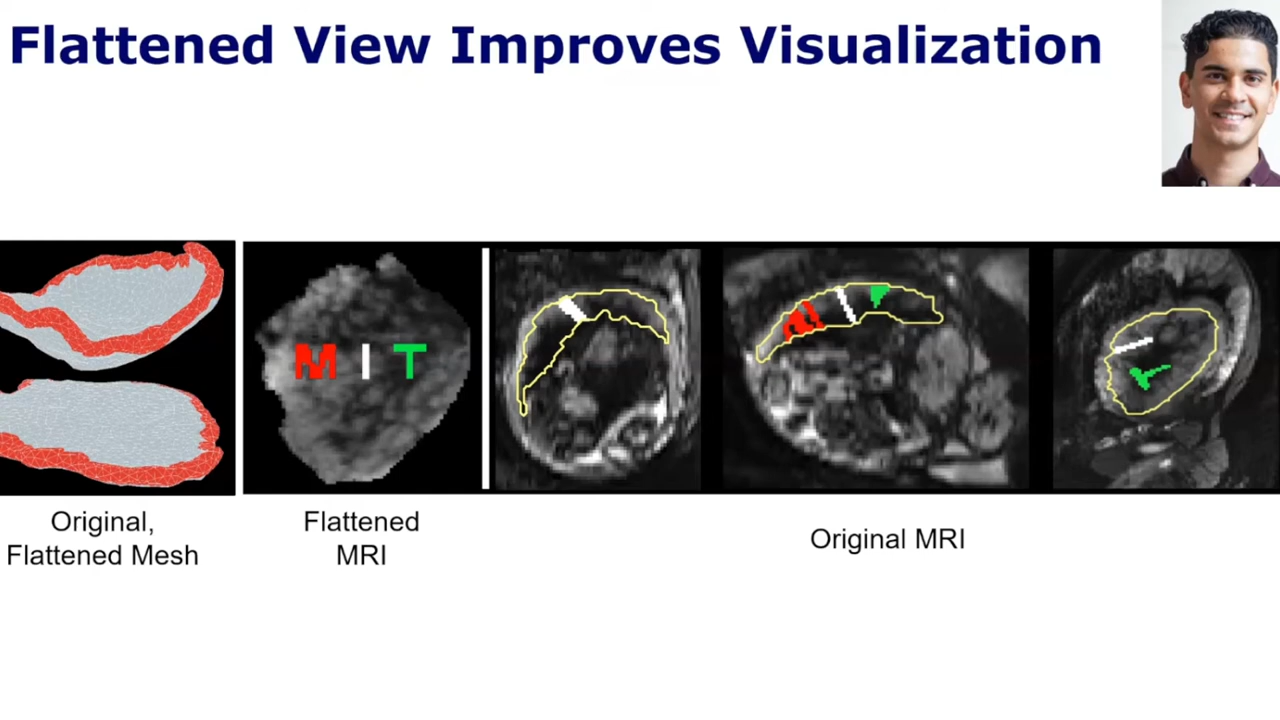 Flattened View Improves Visualization
M I T
Original,
Flattened Mesh
Flattened
MRI
Original MRI